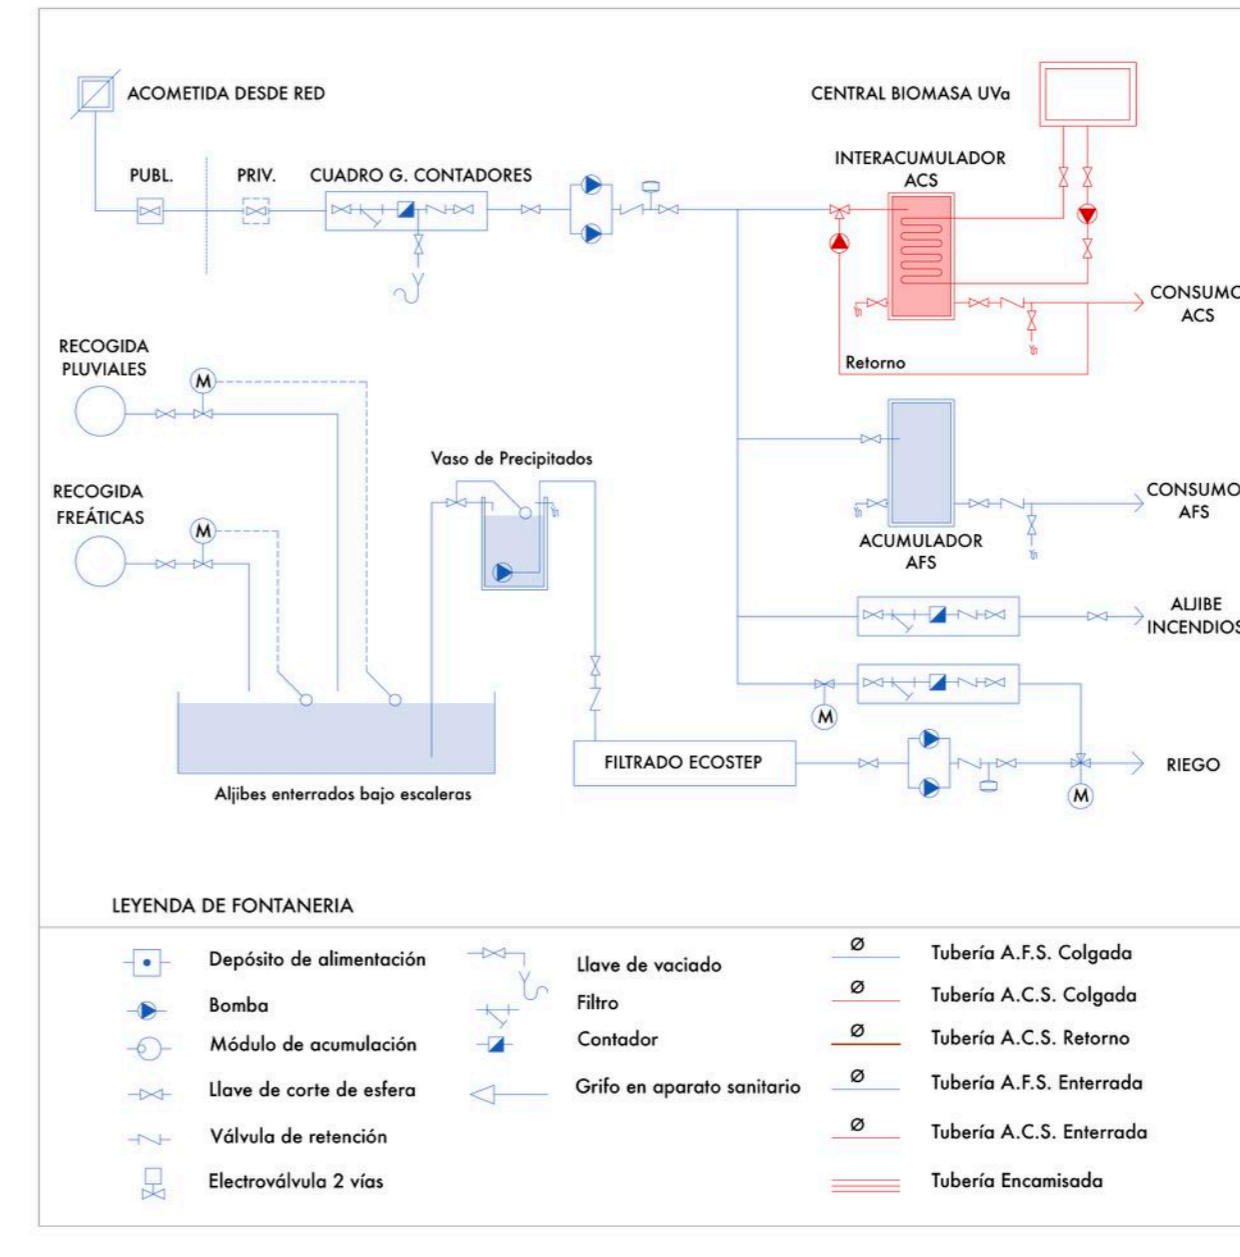 ACOMETIDA DESDE RED
CENTRAL BIOMASA UVa
PUBL.
PRIV.
CUADRO G. CONTADORES
INTERACUMULADOR
ACS
CONSUMO
ACS
Retorno
RECOGIDA
PLUVIALES
M
Vaso de Precipitados
RECOGIDA
FREÁTICAS
M
CONSUMO
AFS
ACUMULADOR
AFS
ALJIBE
INCENDIOS
M
FILTRADO ECOSTEP
RIEGO
M
Aljibes enterrados bajo escaleras
LEYENDA DE FONTANERIA
Depósito de alimentación
Bomba
Módulo de acumulación
Llave de corte de esfera
Válvula de retención
Electroválvula 2 vías
Llave de vaciado
Filtro
Contador
Grifo en aparato sanitario
Ø Tubería A.F.S. Colgada
Ø Tubería A.C.S. Colgada
Ø Tubería A.C.S. Retorno
Ø Tubería A.F.S. Enterrada
Ø Tubería A.C.S. Enterrada
Tubería Encamisada